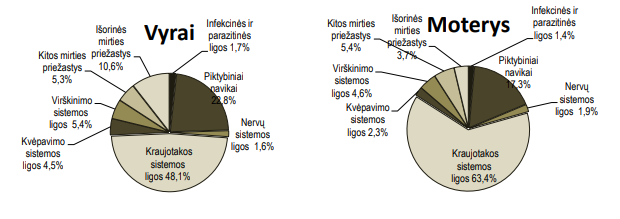 Vyrai
Infekcinės ir
parazitinės
ligos 1,7%
Piktybiniai
navikai
22,8%
Nervų
sistemos
ligos 1,6%
Kraujotakos
sistemos
ligos 48,1%
Kvėpavimo
sistemos
ligos 4,5%
Virškinimo
sistemos
ligos 5,4%
Kitos mirties
priežastys
5,3%
Išorinės
mirties
priežastys
10,6%
Moterys
Infekcinės ir
parazitinės
ligos 1,4%
Piktybiniai
navikai
17,3%
Nervų
sistemos
ligos 1,9%
Kraujotakos
sistemos
ligos 63,4%
Kvėpavimo
sistemos
ligos 2,3%
Virškinimo
sistemos
ligos 4,6%
Kitos mirties
priežastys
5,4%
Išorinės
mirties
priežastys
3,7%